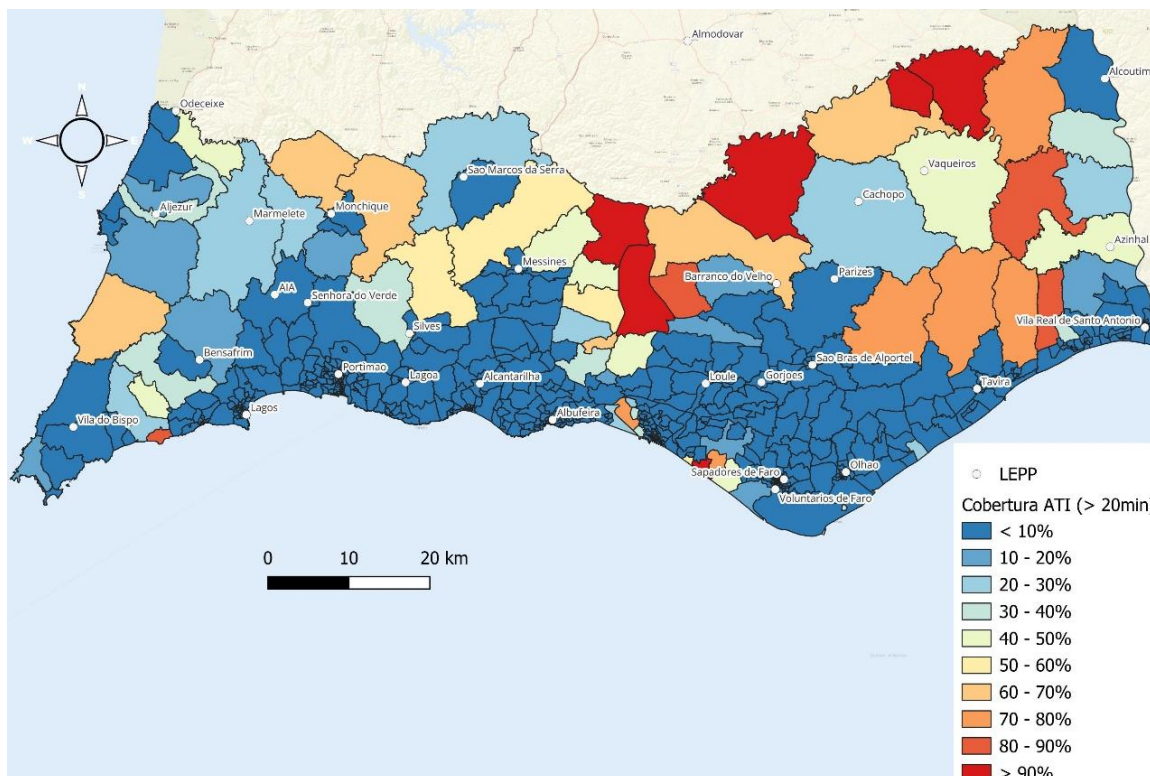 Almodovar
N
W
E
S
Odeceixe
Alcoutim
Sao Marcos da Serra
Vaqueiros
Aljezur
Marmelete
Monchique
Cachopo
Azinhal
Messines
Barranco do Velho
Parizes
AIA
Senhora do Verde
Silves
Vila Real de Santo Antonio
Bensafrim
Portimao
Lagoa
Alcantarilha
Loule
Gorjoes
Sao Bras de Alportel
Tavira
Lagos
Albufeira
Vila do Bispo
Sapadores de Faro
Olhao
Voluntarios de Faro
0 10 20 km
LEPP
Cobertura ATI (> 20min)
< 10%
10 - 20%
20 - 30%
30 - 40%
40 - 50%
50 - 60%
60 - 70%
70 - 80%
80 - 90%
> 90%